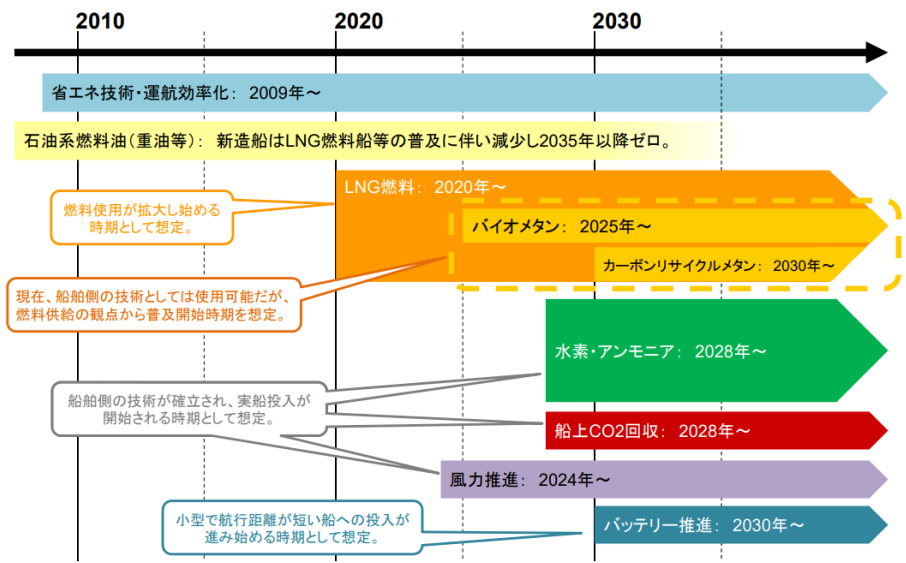 2010
2020
2030
省エネ技術・運航効率化： 2009年～
石油系燃料油（重油等）： 新造船はLNG燃料船等の普及に伴い減少し2035年以降ゼロ。
LNG燃料： 2020年～
燃料使用が拡大し始める
時期として想定。
バイオメタン： 2025年～
カーボンリサイクルメタン： 2030年～
現在、船舶側の技術としては使用可能だが、
燃料供給の観点から普及開始時期を想定。
水素・アンモニア： 2028年～
船舶側の技術が確立され、実船投入が
開始される時期として想定。
船上CO2回収： 2028年～
風力推進： 2024年～
小型で航行距離が短い船への投入が
進み始める時期として想定。
バッテリー推進： 2030年～